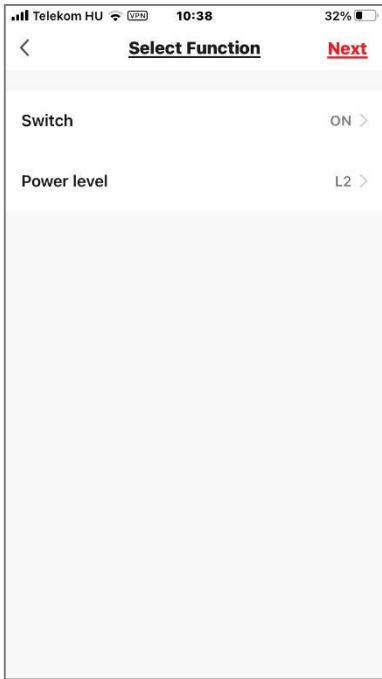 Telekom HU VPN 10:38 32%
Select Function Next
Switch ON
Power level L2